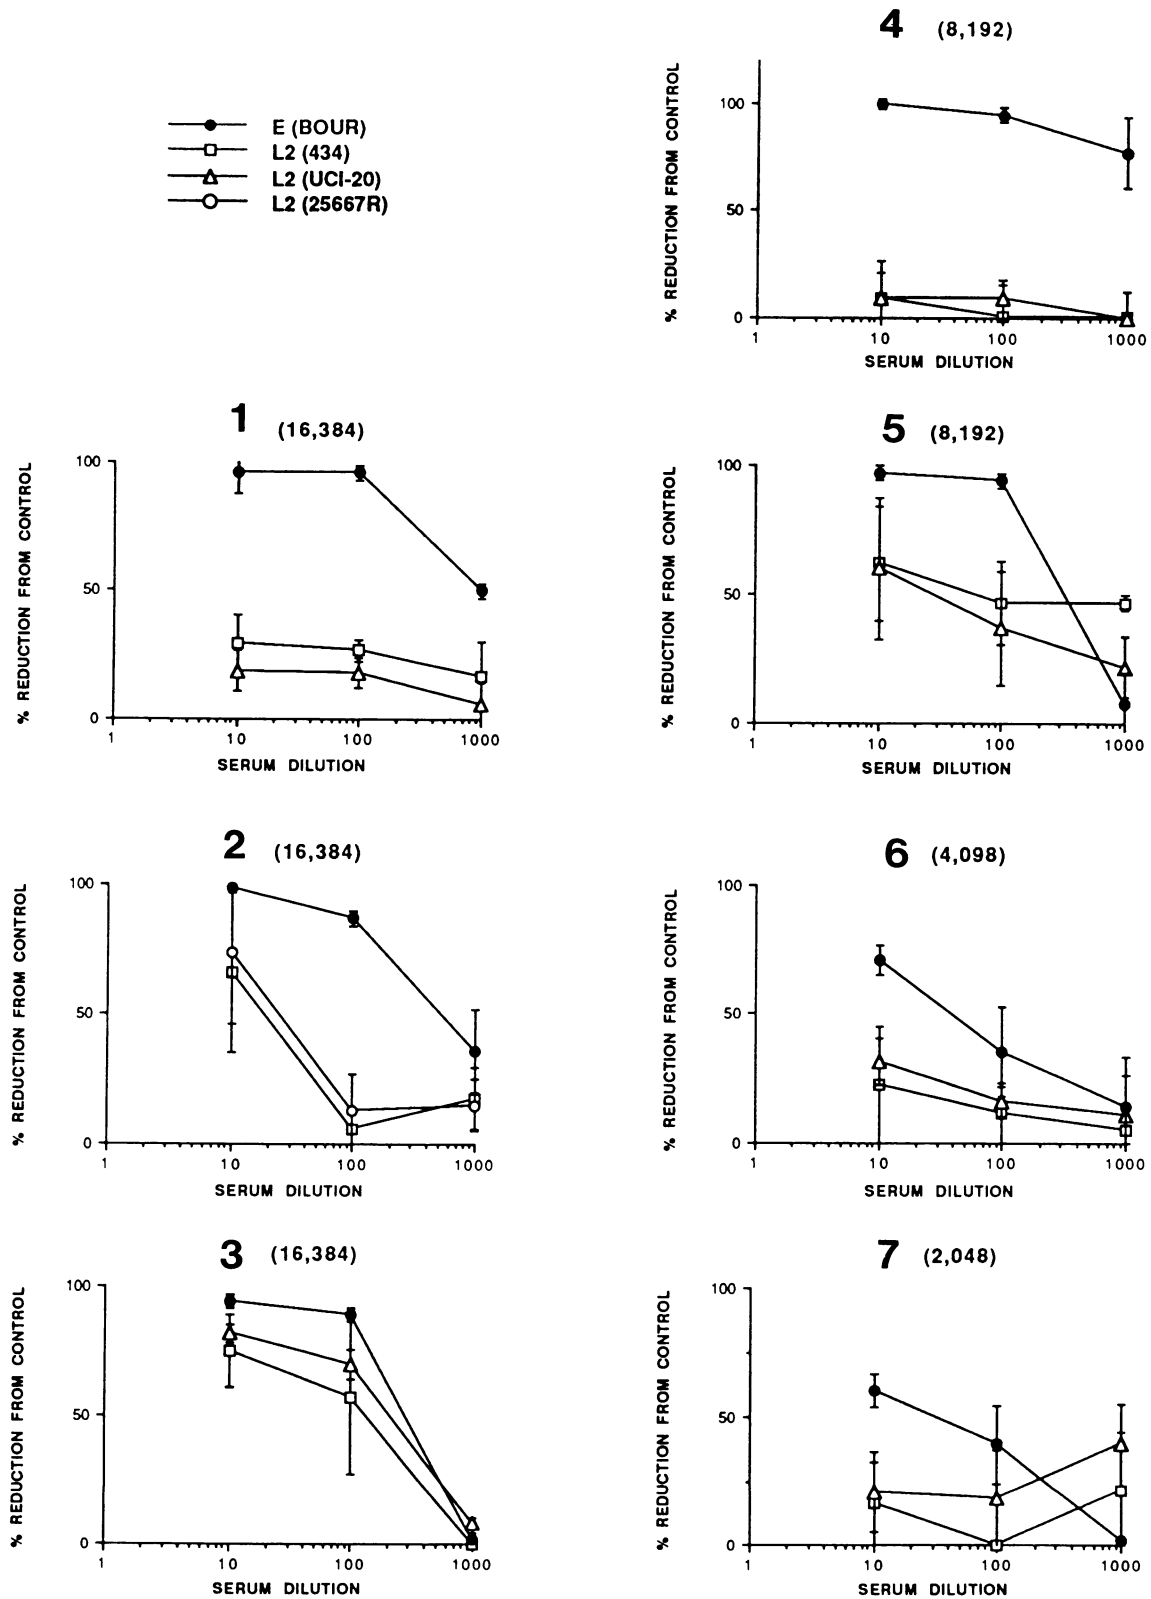 E (BOUR)
L2 (434)
L2 (UCI-20)
L2 (25667R)
1 (16,384)
% REDUCTION FROM CONTROL
100
50
0
1 10 100 1000
SERUM DILUTION
2 (16,384)
% REDUCTION FROM CONTROL
100
50
0
1 10 100 1000
SERUM DILUTION
3 (16,384)
% REDUCTION FROM CONTROL
100
50
0
1 10 100 1000
SERUM DILUTION
4 (8,192)
% REDUCTION FROM CONTROL
100
50
0
1 10 100 1000
SERUM DILUTION
5 (8,192)
% REDUCTION FROM CONTROL
100
50
0
1 10 100 1000
SERUM DILUTION
6 (4,098)
% REDUCTION FROM CONTROL
100
50
0
1 10 100 1000
SERUM DILUTION
7 (2,048)
% REDUCTION FROM CONTROL
100
50
0
1 10 100 1000
SERUM DILUTION